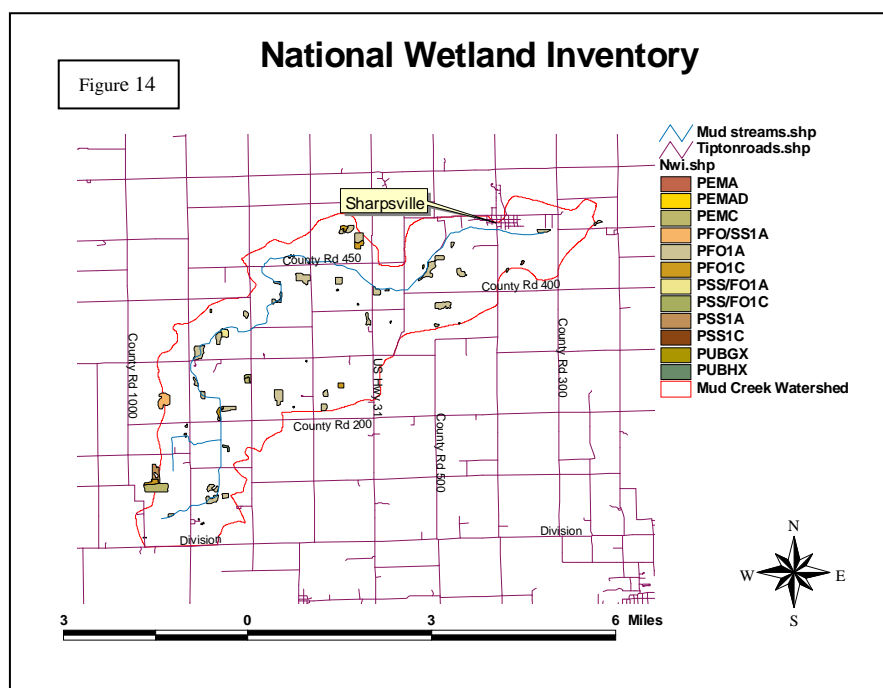 National Wetland Inventory
Figure 14
Mud streams.shp
Tiptonroads.shp
Nwi.shp
PEMA
PEMAD
PEMC
PFO/SS1A
PFO1A
PFO1C
PSS/FO1A
PSS/FO1C
PSS1A
PSS1C
PUBGX
PUBHX
Mud Creek Watershed
Sharpsville
County Rd 450
County Rd 400
County Rd 1000
US Hwy 31
County Rd 300
County Rd 200
County Rd 500
Division
Division
N
W
E
S
3
0
3
6
Miles